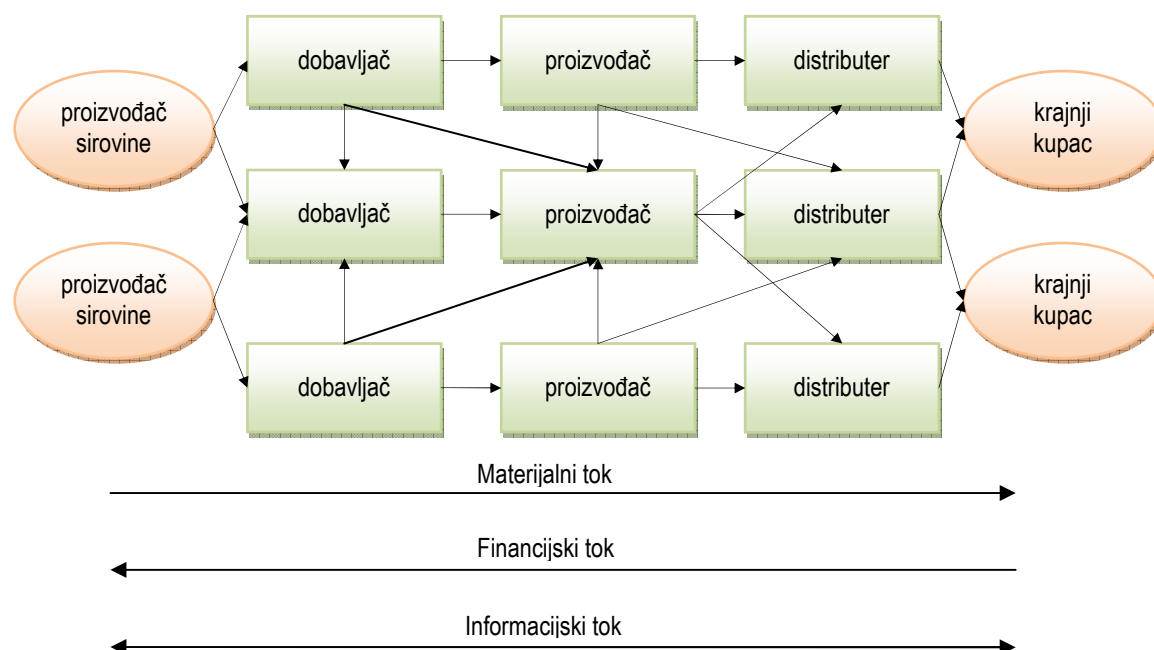 dobavljač
proizvođač
distributer
proizvođač
sirovine
krajnji
kupac
dobavljač
proizvođač
distributer
proizvođač
sirovine
krajnji
kupac
dobavljač
proizvođač
distributer
Materijalni tok
Financijski tok
Informacijski tok